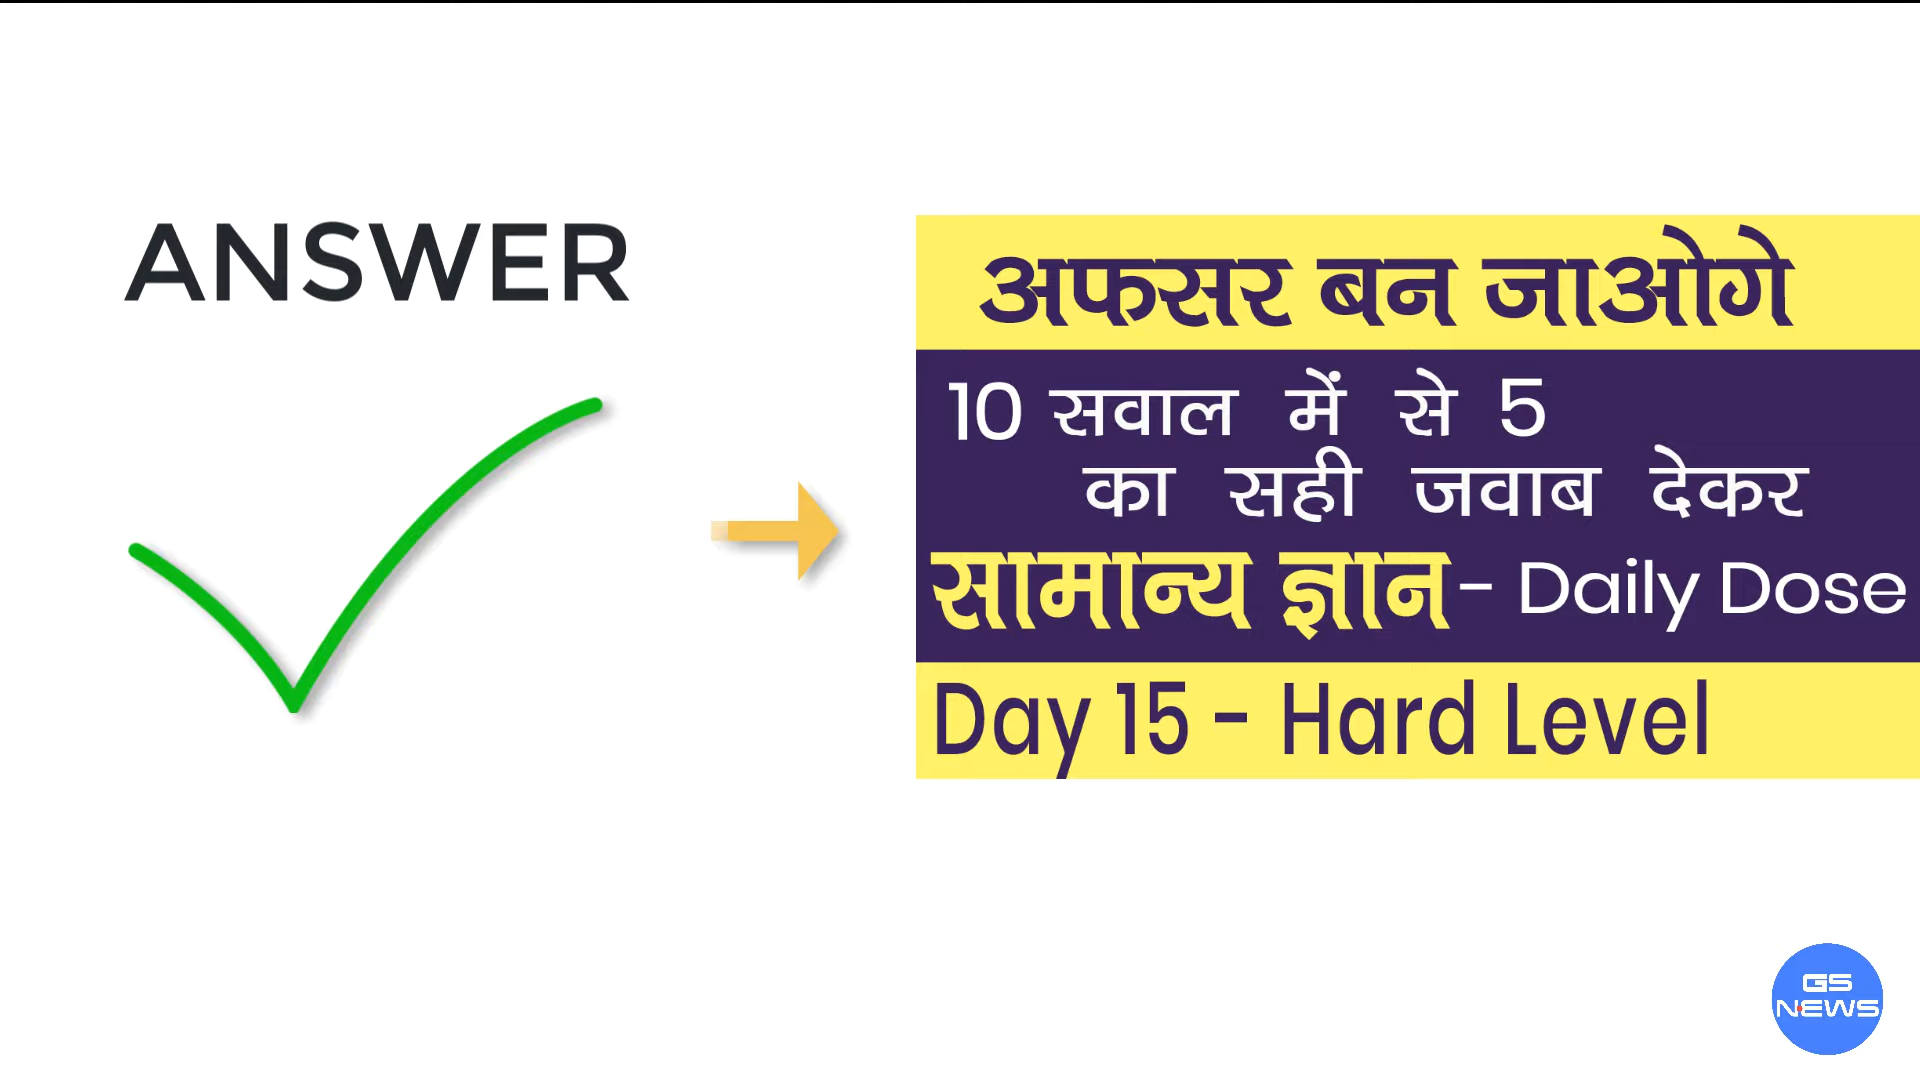 ANSWER
अफसर बन जाओगे
10 सवाल में से 5
का सही जवाब देकर
सामान्य ज्ञान - Daily Dose
Day 15 - Hard Level
GS
NEWS